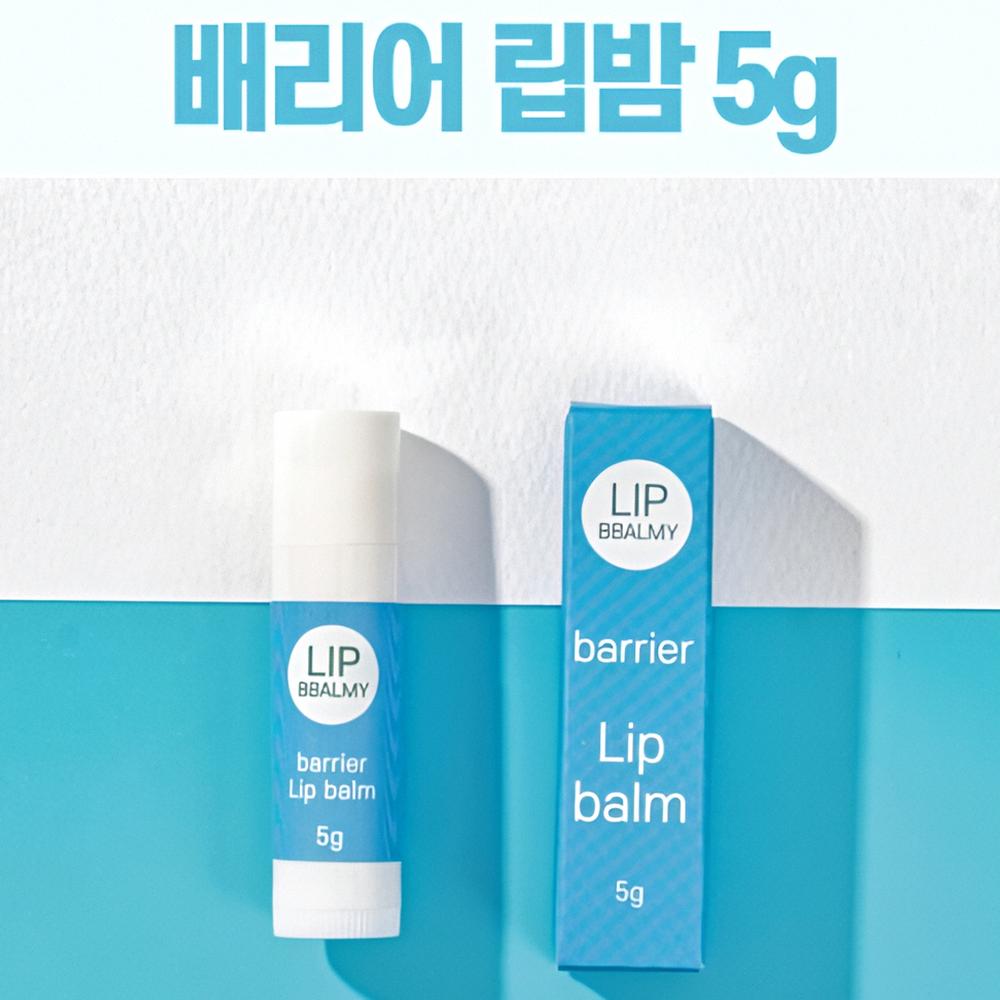 배리어 립밤 5g
LIP
BBALMY
barrier
Lip balm
5g
LIP
BBALMY
barrier
Lip
balm
5g